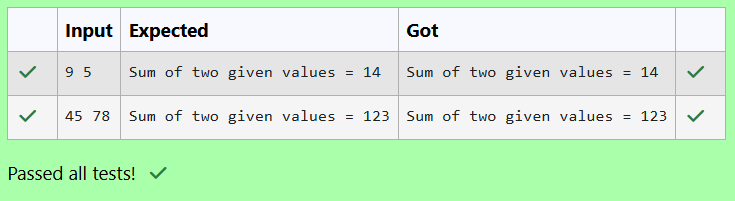 Input Expected Got
9 5 Sum of two given values = 14 Sum of two given values = 14
45 78 Sum of two given values = 123 Sum of two given values = 123
Passed all tests!